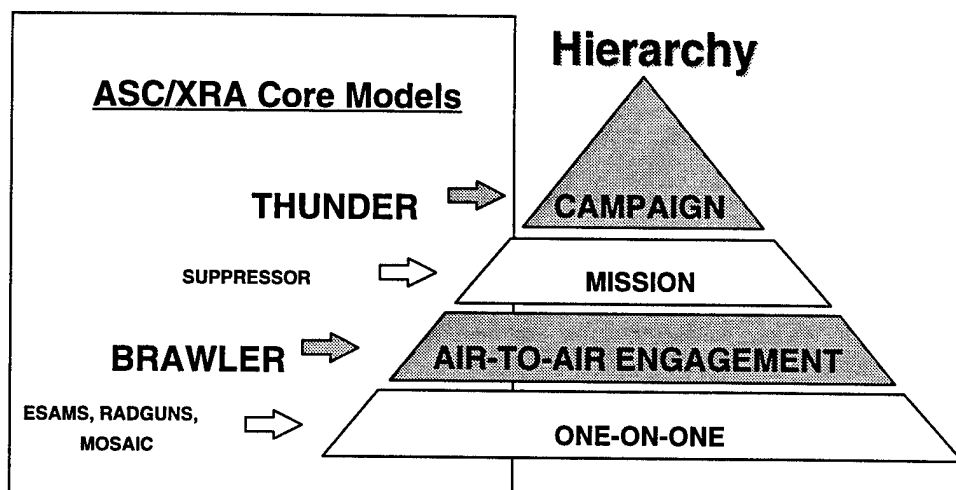 Hierarchy
ASC/XRA Core Models
THUNDER
CAMPAIGN
SUPPRESSOR
MISSION
BRAWLER
AIR-TO-AIR ENGAGEMENT
ESAMS, RADGUNS,
MOSAIC
ONE-ON-ONE